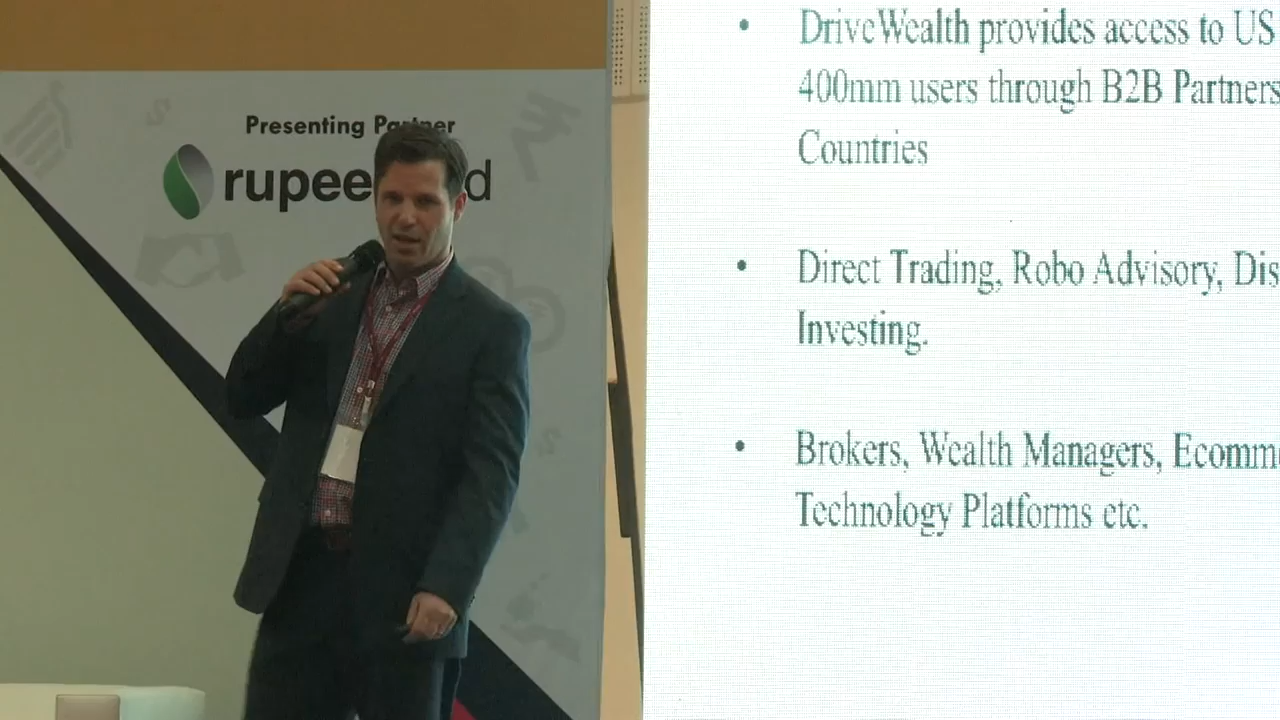 Presenting Partner
rupee d
• DriveWealth provides access to US
400mm users through B2B Partners
Countries
• Direct Trading, Robo Advisory, Dis
Investing.
• Brokers, Wealth Managers, Ecomm
Technology Platforms etc.